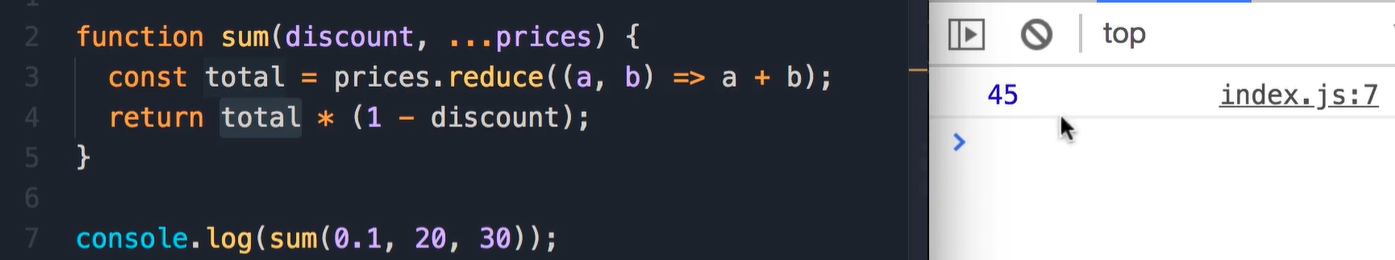 2 function sum(discount, ...prices) {
3   const total = prices.reduce((a, b) => a + b);
4   return total * (1 - discount);
5 }
6
7 console.log(sum(0.1, 20, 30));
top
45 index.js:7
>